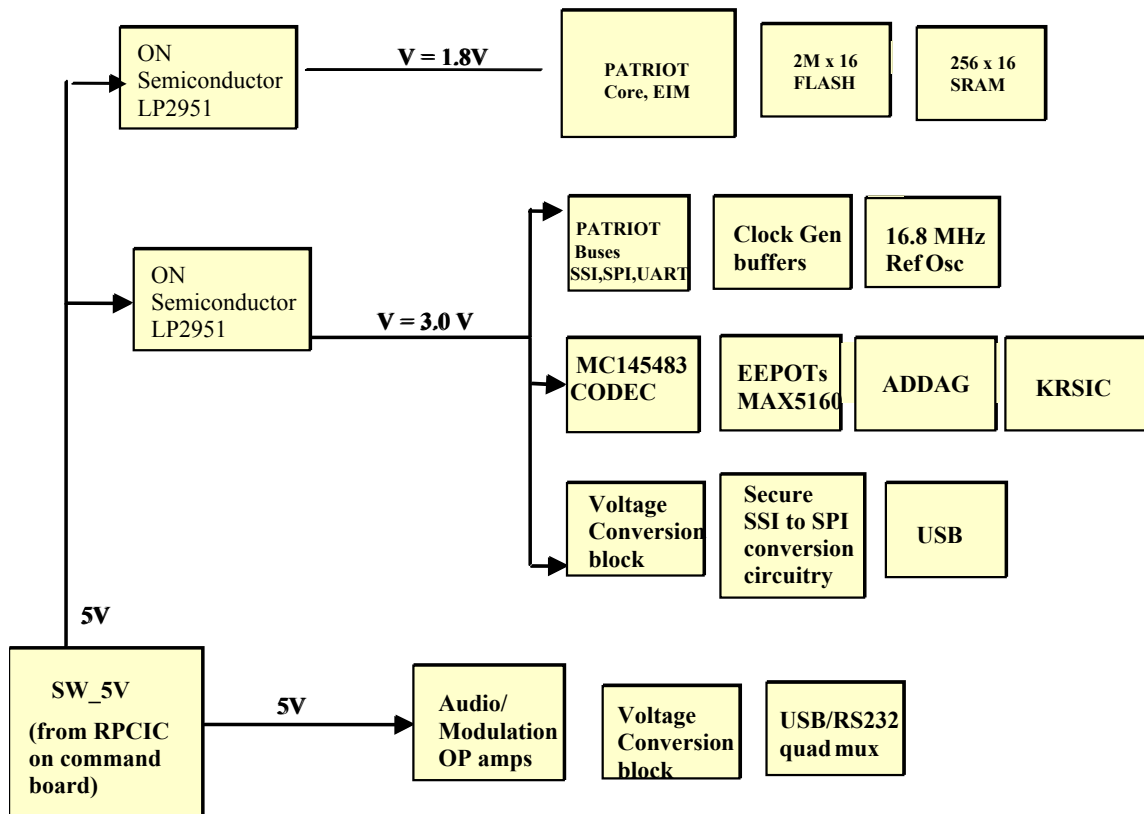 ON
Semiconductor
LP2951
V = 1.8V
PATRIOT
Core, EIM
2M x 16
FLASH
256 x 16
SRAM
ON
Semiconductor
LP2951
V = 3.0 V
PATRIOT
Buses
SSI,SPI,UART
Clock Gen
buffers
16.8 MHz
Ref Osc
MC145483
CODEC
EEPOTs
MAX5160
ADDAG
KRSIC
Voltage
Conversion
block
Secure
SSI to SPI
conversion
circuitry
USB
5V
SW_5V
(from RPCIC
on command
board)
5V
Audio/
Modulation
OP amps
Voltage
Conversion
block
USB/RS232
quad mux